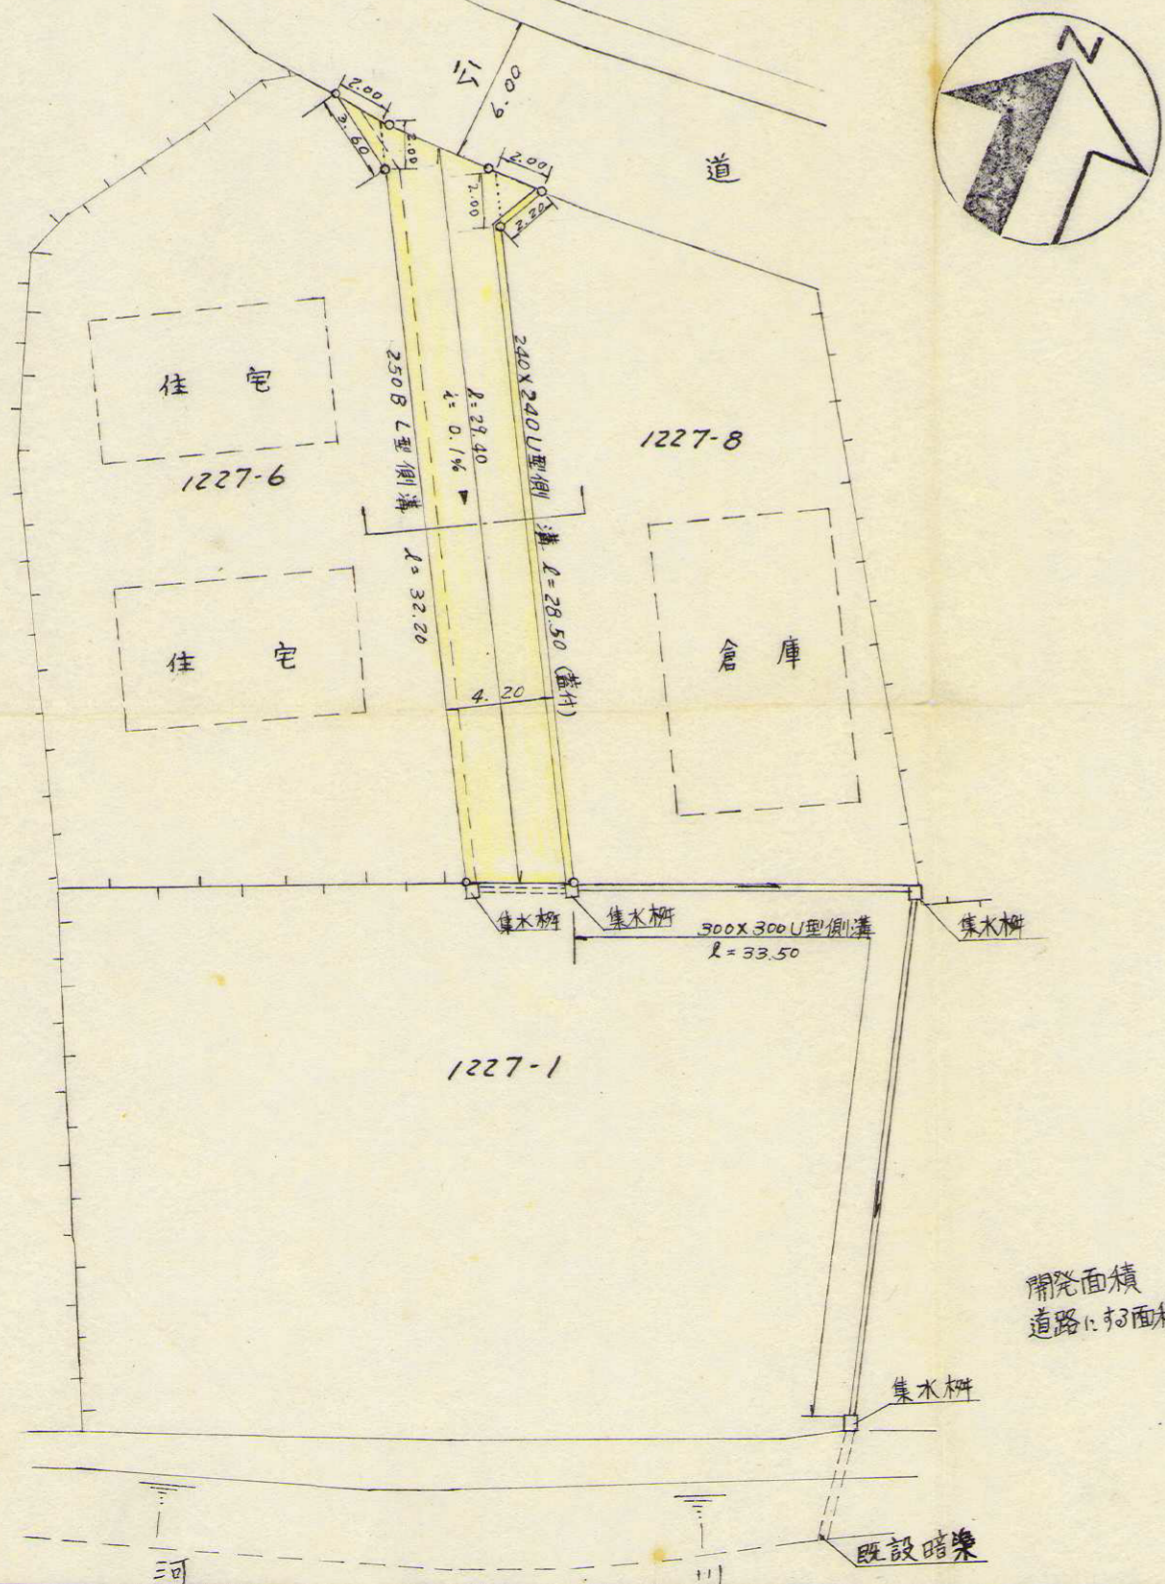 N
公
6.00
道
2.00
3.60
2.00
2.00
2.00
2.20
住 宅
1227-6
250B L型側溝 l=32.20
l=29.40
i=0.1%
240X240U型側溝 l=28.50 (蓋付)
1227-8
住 宅
倉 庫
4.20
集水桝
集水桝
300X300U型側溝
l=33.50
集水桝
1227-1
開発面積
道路にする面積
集水桝
既設暗渠
河 川